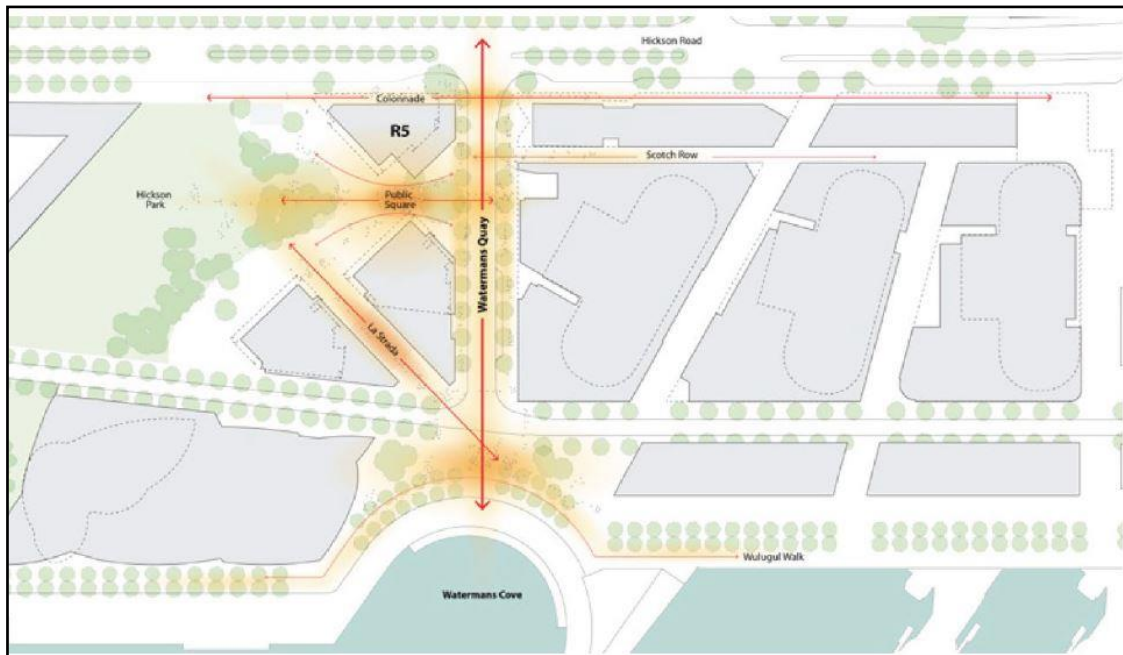 Hickson Road
Colonnade
R5
Scotch Row
Hickson
Park
Public
Square
Watermans Quay
La Strada
Wulugul Walk
Watermans Cove